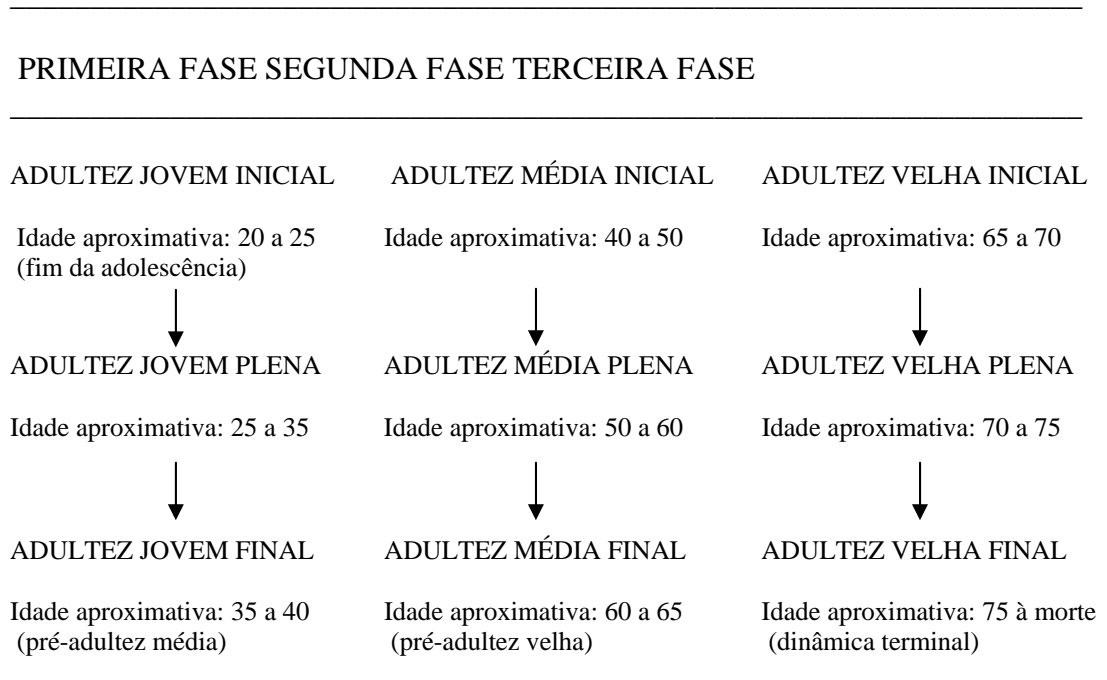 PRIMEIRA FASE SEGUNDA FASE TERCEIRA FASE
ADULTEZ JOVEM INICIAL ADULTEZ MÉDIA INICIAL ADULTEZ VELHA INICIAL
Idade aproximativa: 20 a 25 Idade aproximativa: 40 a 50 Idade aproximativa: 65 a 70
(fim da adolescência)
ADULTEZ JOVEM PLENA ADULTEZ MÉDIA PLENA ADULTEZ VELHA PLENA
Idade aproximativa: 25 a 35 Idade aproximativa: 50 a 60 Idade aproximativa: 70 a 75
ADULTEZ JOVEM FINAL ADULTEZ MÉDIA FINAL ADULTEZ VELHA FINAL
Idade aproximativa: 35 a 40 Idade aproximativa: 60 a 65 Idade aproximativa: 75 à morte
(pré-adultez média) (pré-adultez velha) (dinâmica terminal)